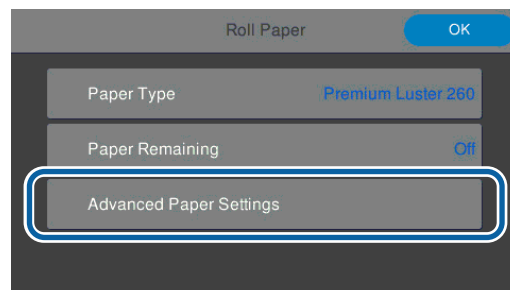 Roll Paper OK
Paper Type Premium Luster 260
Paper Remaining Off
Advanced Paper Settings